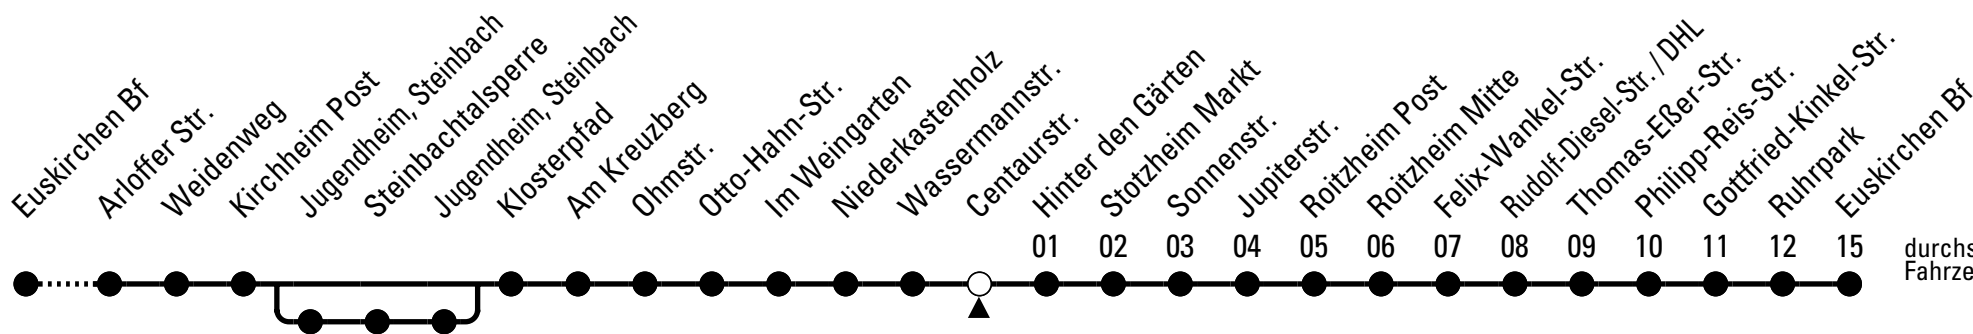 Euskirchen Bf
Arloffer Str.
Weidenweg
Kirchheim Post
Jugendheim, Steinbach
Steinbachtalsperre
Jugendheim, Steinbach
Klosterpfad
Am Kreuzberg
Ohmstr.
Otto-Hahn-Str.
Im Weingarten
Niederkastenholz
Wassermannstr.
Centaurstr.
Hinter den Gärten
Stotzheim Markt
Sonnenstr.
Jupiterstr.
Roitzheim Post
Roitzheim Mitte
Felix-Wankel-Str.
Rudolf-Diesel-Str. / DHL
Thomas-Eßer-Str.
Philipp-Reis-Str.
Gottfried-Kinkel-Str.
Ruhrpark
Euskirchen Bf
01 02 03 04 05 06 07 08 09 10 11 12 15
durchs
Fahrze